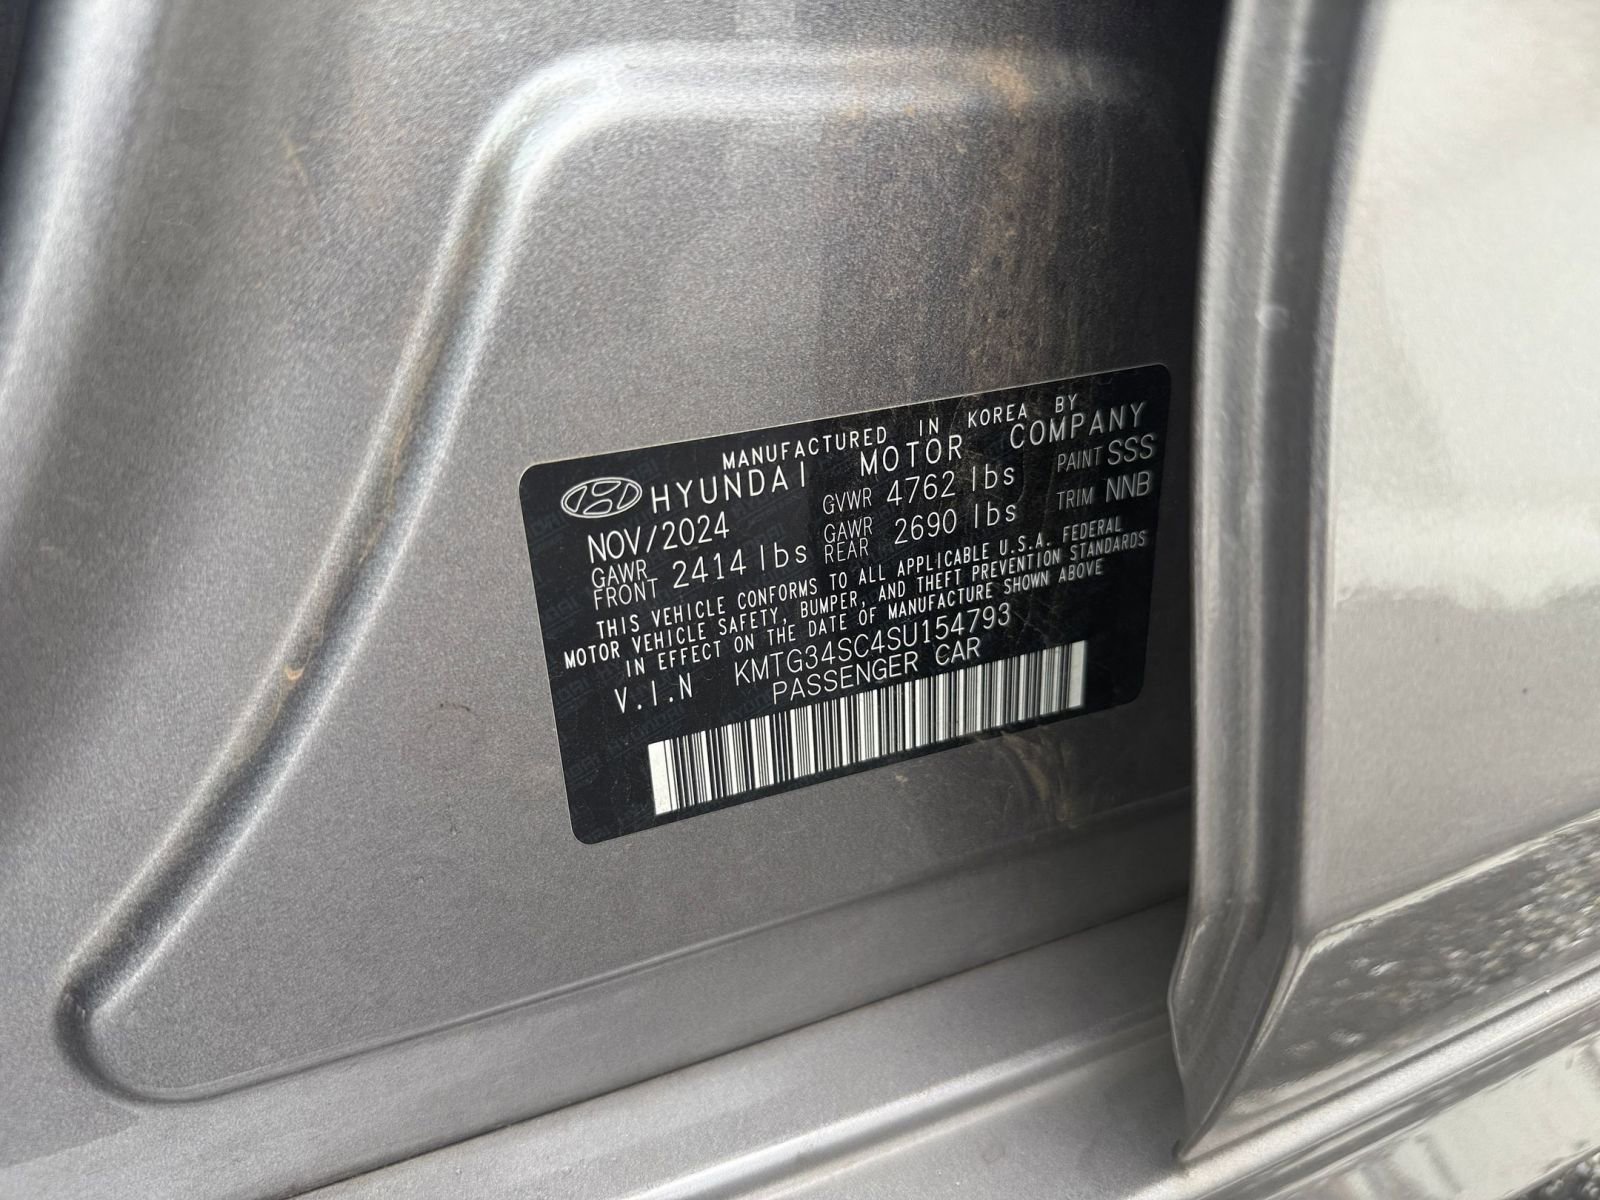 MANUFACTURED IN KOREA BY
HYUNDAI MOTOR COMPANY
NOV/2024 GVWR 4762 lbs PAINT SSS
GAWR FRONT 2414 lbs GAWR REAR 2690 lbs TRIM NNB
THIS VEHICLE CONFORMS TO ALL APPLICABLE U.S.A. FEDERAL
MOTOR VEHICLE SAFETY, BUMPER, AND THEFT PREVENTION STANDARDS
IN EFFECT ON THE DATE OF MANUFACTURE SHOWN ABOVE
V.I.N KMTG34SC4SU154793
PASSENGER CAR